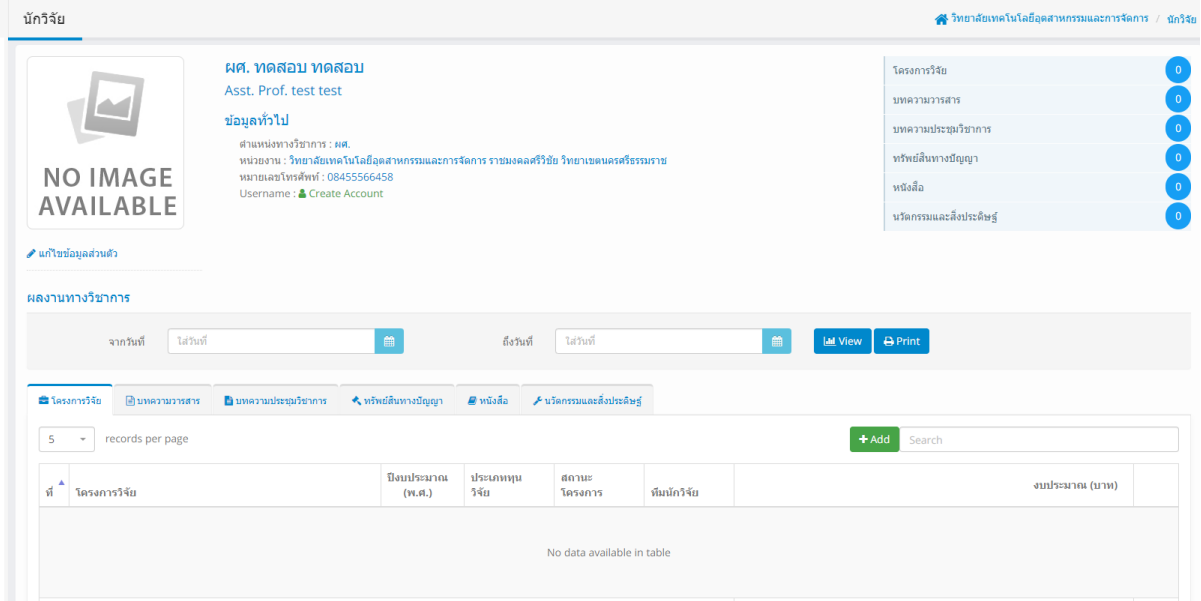 นักวิจัย
วิทยาลัยเทคโนโลยีอุตสาหกรรมและการจัดการ / นักวิจัย
NO IMAGE
AVAILABLE
แก้ไขข้อมูลส่วนตัว
ผศ. ทดสอบ ทดสอบ
Asst. Prof. test test
ข้อมูลทั่วไป
ตำแหน่งทางวิชาการ : ผศ.
หน่วยงาน : วิทยาลัยเทคโนโลยีอุตสาหกรรมและการจัดการ ราชมงคลศรีวิชัย วิทยาเขตนครศรีธรรมราช
หมายเลขโทรศัพท์ : 08455566458
Username : Create Account
โครงการวิจัย 0
บทความวารสาร 0
บทความประชุมวิชาการ 0
ทรัพย์สินทางปัญญา 0
หนังสือ 0
นวัตกรรมและสิ่งประดิษฐ์ 0
ผลงานทางวิชาการ
จากวันที่ ใส่วันที่ ถึงวันที่ ใส่วันที่ View Print
โครงการวิจัย บทความวารสาร บทความประชุมวิชาการ ทรัพย์สินทางปัญญา หนังสือ นวัตกรรมและสิ่งประดิษฐ์
5 records per page + Add Search
ที่ โครงการวิจัย ปีงบประมาณ (พ.ศ.) ประเภททุนวิจัย สถานะโครงการ ทีมนักวิจัย งบประมาณ (บาท)
No data available in table